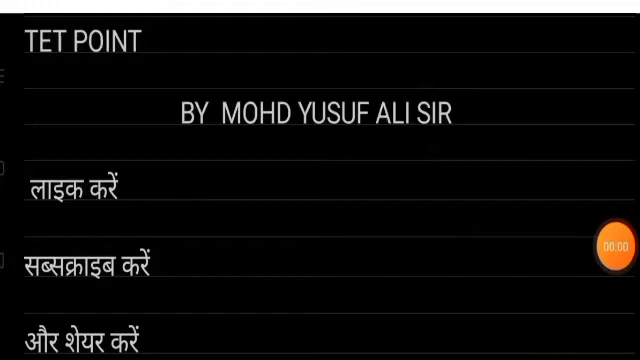 TET POINT
BY MOHD YUSUF ALI SIR
लाइक करें
सब्सक्राइब करें
और शेयर करें
00:00